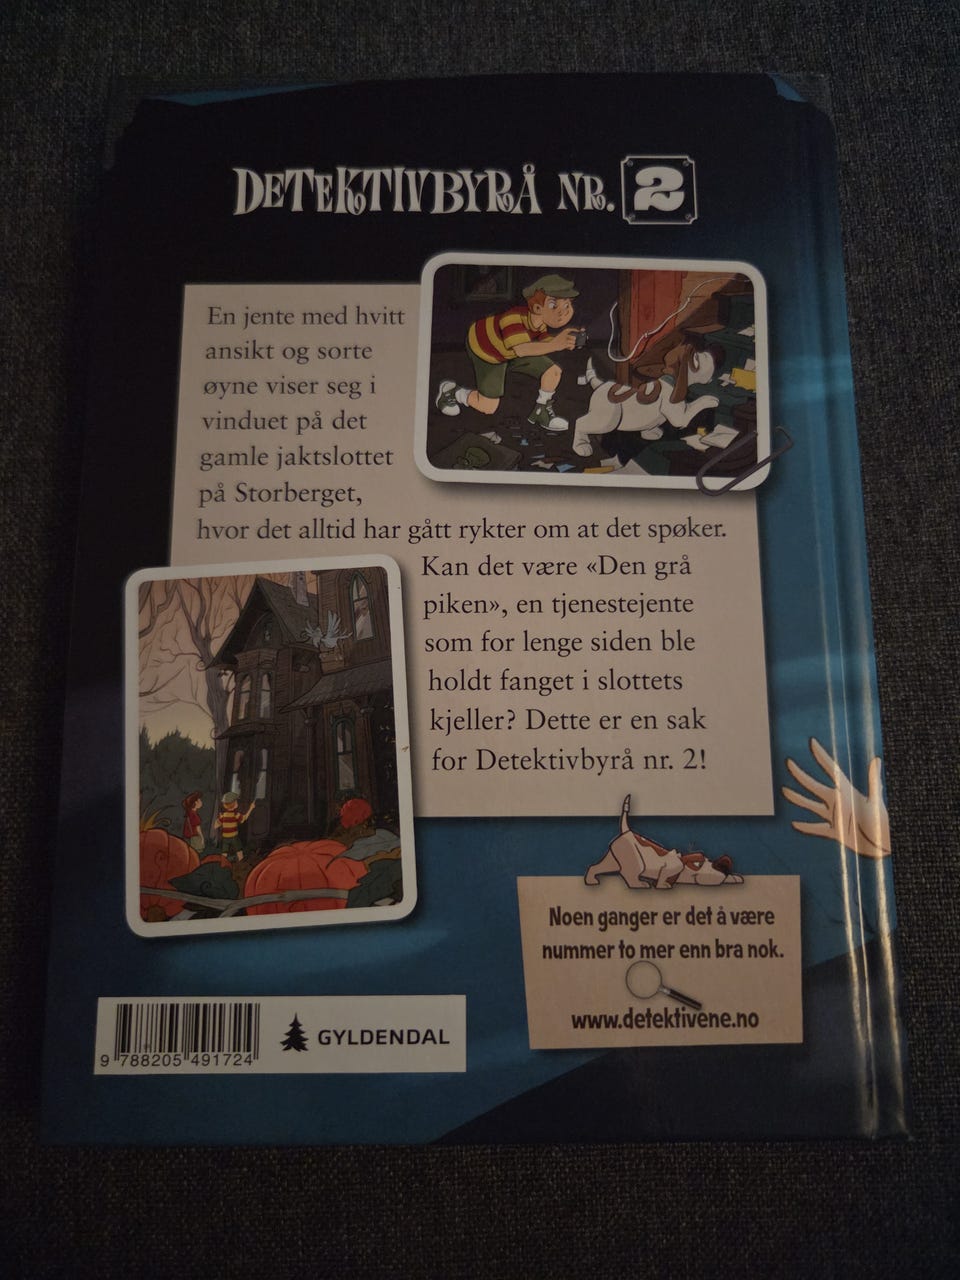 DETEKTIVBYRÅ NR. 2
En jente med hvitt
ansikt og sorte
øyne viser seg i
vinduet på det
gamle jaktslottet
på Storberget,
hvor det alltid har gått rykter om at det spøker.
Kan det være «Den grå
piken», en tjenestejente
som for lenge siden ble
holdt fanget i slottets
kjeller? Dette er en sak
for Detektivbyrå nr. 2!
Noen ganger er det å være
nummer to mer enn bra nok.
www.detektivene.no
GYLDENDAL
9 788205 491724